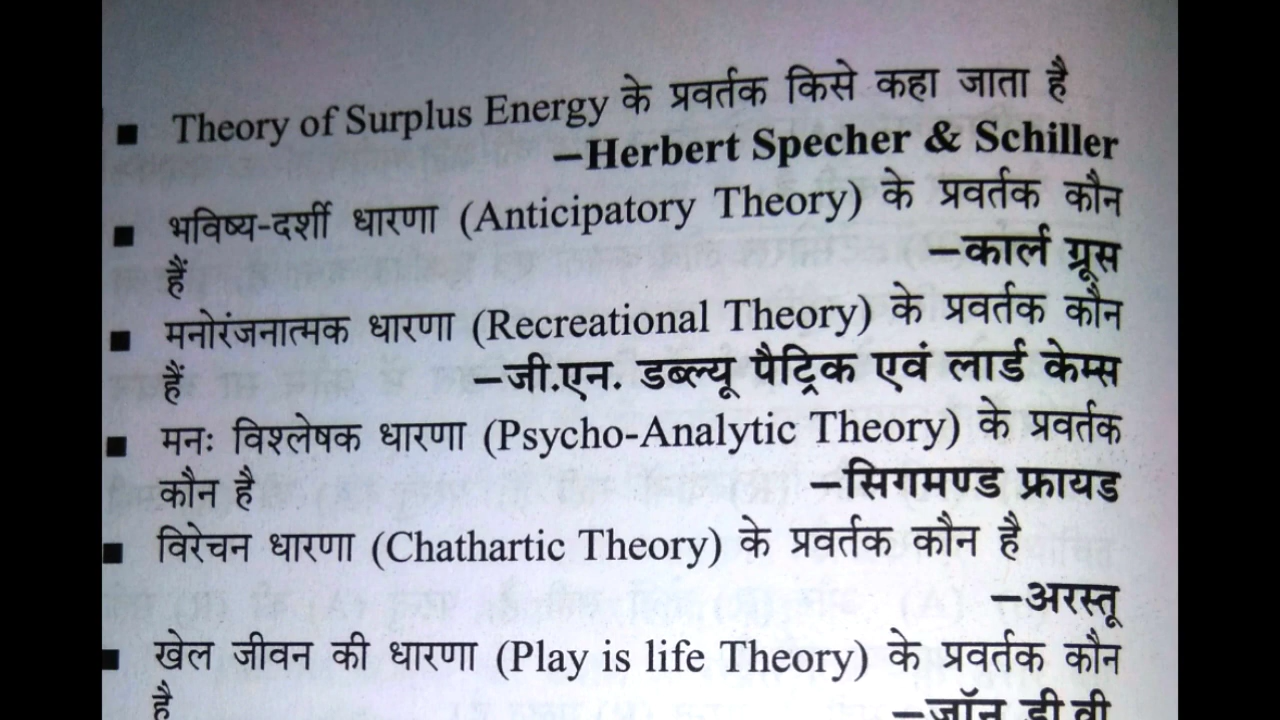 ■ Theory of Surplus Energy के प्रवर्तक किसे कहा जाता है
–Herbert Specher & Schiller
■ भविष्य-दर्शी धारणा (Anticipatory Theory) के प्रवर्तक कौन
हैं –कार्ल ग्रूस
■ मनोरंजनात्मक धारणा (Recreational Theory) के प्रवर्तक कौन
हैं –जी.एन. डब्ल्यू पैट्रिक एवं लार्ड केम्स
■ मनः विश्लेषक धारणा (Psycho-Analytic Theory) के प्रवर्तक
कौन है –सिगमण्ड फ्रायड
■ विरेचन धारणा (Chathartic Theory) के प्रवर्तक कौन है
–अरस्तू
■ खेल जीवन की धारणा (Play is life Theory) के प्रवर्तक कौन
है –जॉन डी.वी.